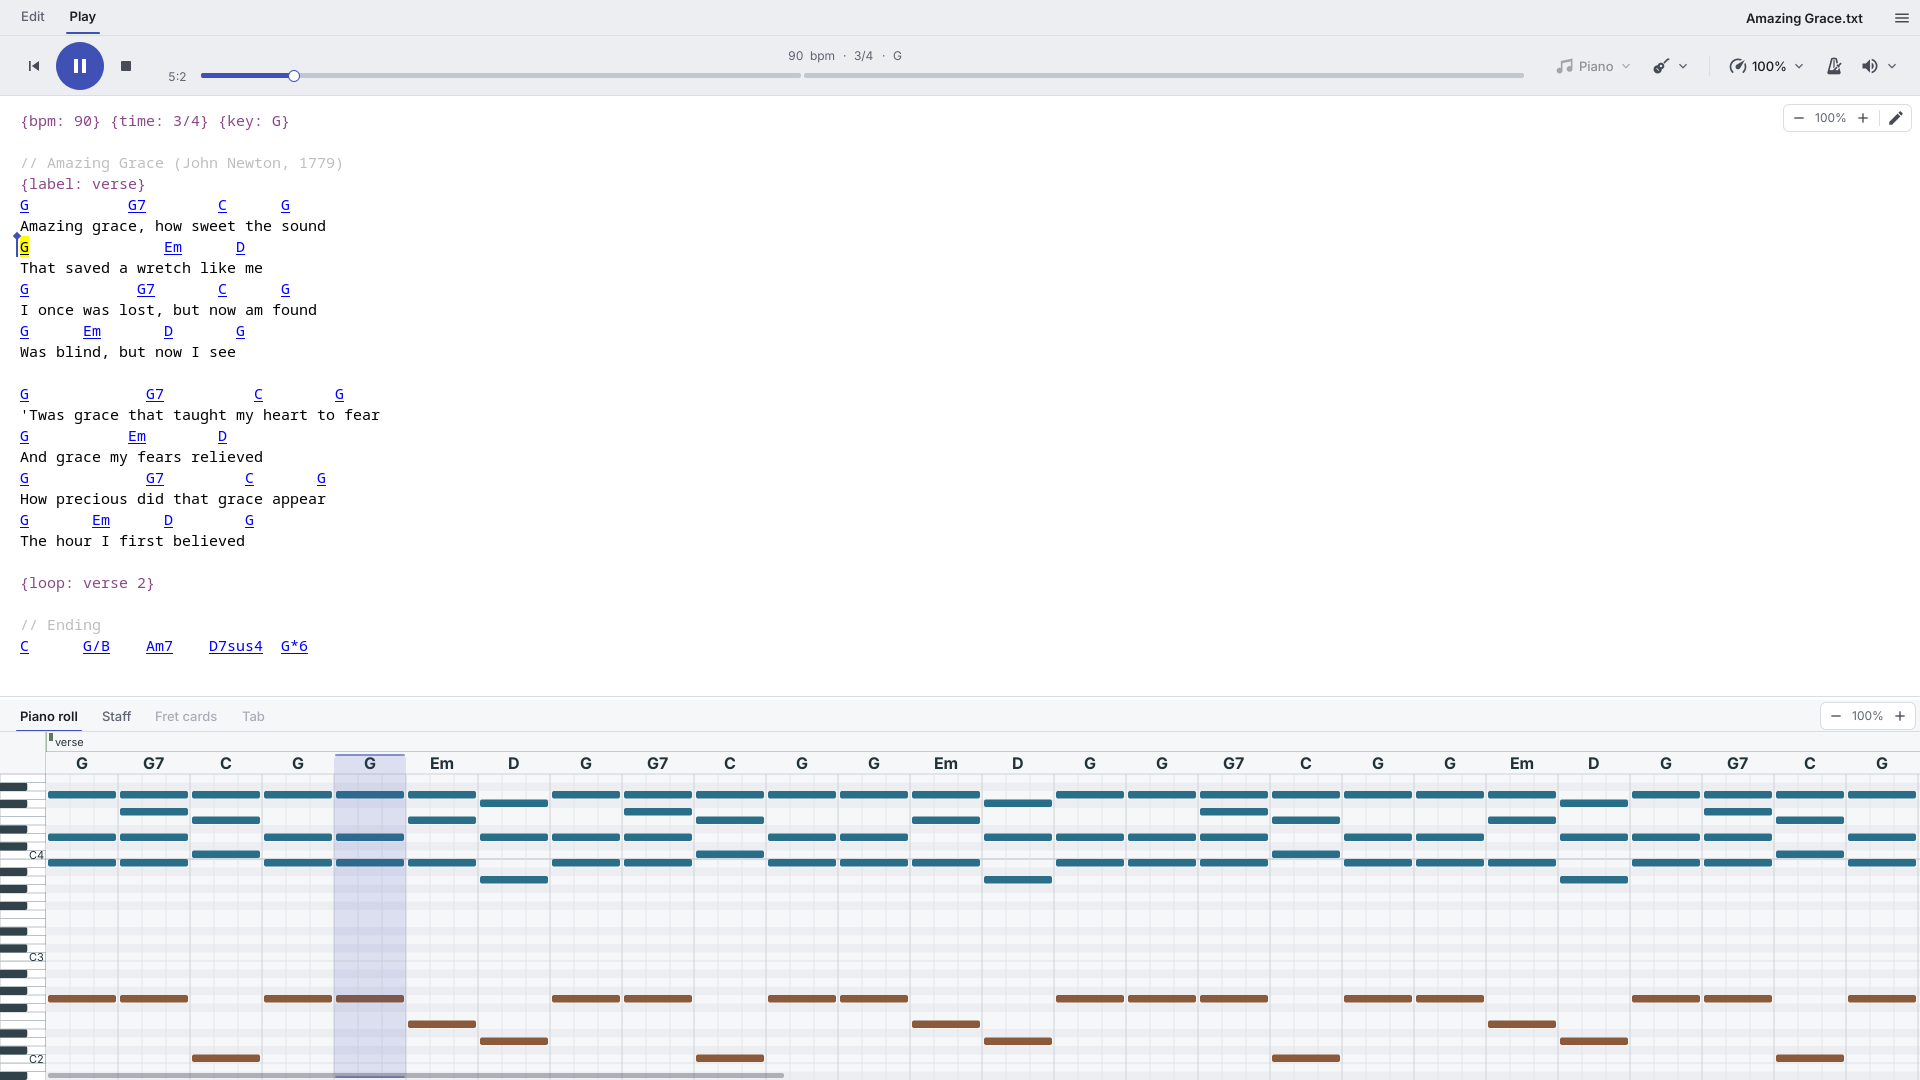 Edit Play Amazing Grace.txt
90 bpm · 3/4 · G
5:2 Piano 100%
{bpm: 90} {time: 3/4} {key: G}
100%
// Amazing Grace (John Newton, 1779)
{label: verse}
G G7 C G
Amazing grace, how sweet the sound
G Em D
That saved a wretch like me
G G7 C G
I once was lost, but now am found
G Em D G
Was blind, but now I see
G G7 C G
'Twas grace that taught my heart to fear
G Em D
And grace my fears relieved
G G7 C G
How precious did that grace appear
G Em D G
The hour I first believed
{loop: verse 2}
// Ending
C G/B Am7 D7sus4 G*6
Piano roll Staff Fret cards Tab 100%
verse
G G7 C G G Em D G G7 C G G Em D G G G7 C G G Em D G G7 C G
C4
C3
C2